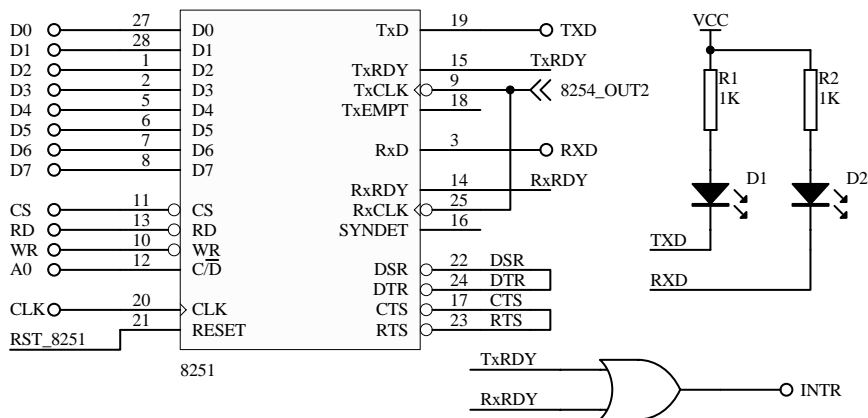 D0 27 D0 TxD 19 TXD
D1 28 D1
D2 1 D2 TxRDY 15 TxRDY
D3 2 D3 TxCLK 9 8254_OUT2
D4 5 D4 TxEMPT 18
D5 6 D5
D6 7 D6 RxD 3 RXD
D7 8 D7
RxRDY 14 RxRDY
CS 11 CS RxCLK 25
RD 13 RD SYNDET 16
WR 10 WR
A0 12 C/D DSR 22 DSR
DTR 24 DTR
CLK 20 CLK CTS 17 CTS
RST_8251 21 RESET RTS 23 RTS
8251
VCC
R1 R2
1K 1K
D1 D2
TXD
RXD
TxRDY
RxRDY
INTR